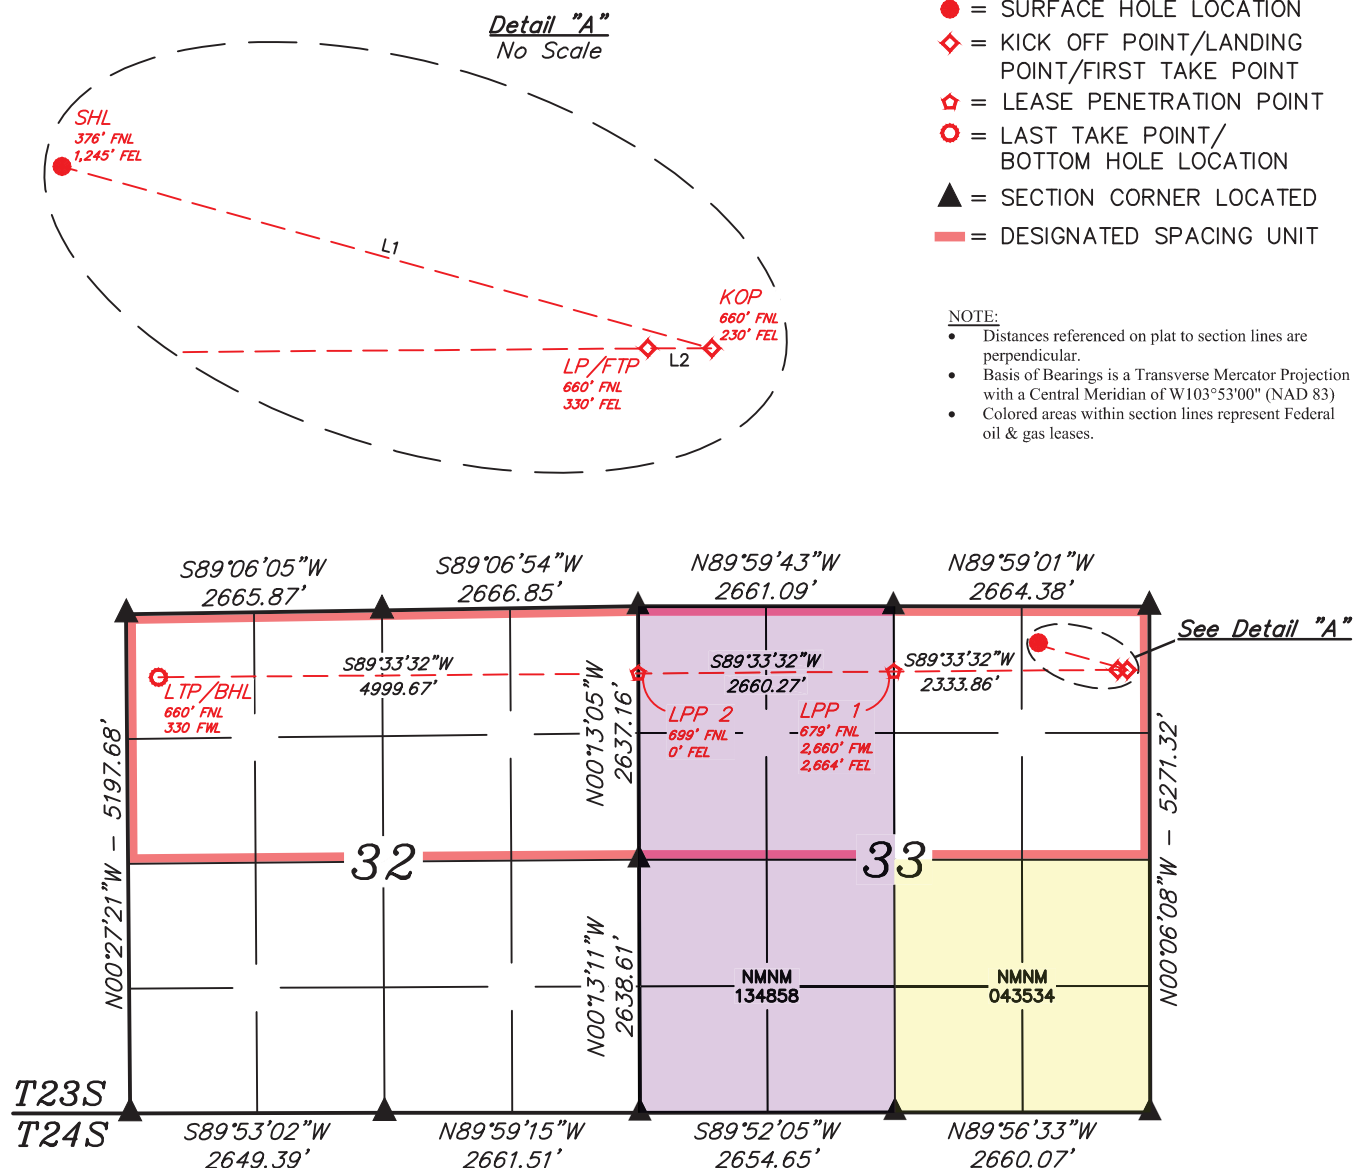 Detail "A"
No Scale
SHL
376' FNL
1,245' FEL
L1
KOP
660' FNL
230' FEL
L2
LP/FTP
660' FNL
330' FEL
= SURFACE HOLE LOCATION
= KICK OFF POINT/LANDING
POINT/FIRST TAKE POINT
= LEASE PENETRATION POINT
= LAST TAKE POINT/
BOTTOM HOLE LOCATION
= SECTION CORNER LOCATED
= DESIGNATED SPACING UNIT
NOTE:
• Distances referenced on plat to section lines are
perpendicular.
• Basis of Bearings is a Transverse Mercator Projection
with a Central Meridian of W103°53'00" (NAD 83)
• Colored areas within section lines represent Federal
oil & gas leases.
S89°06'05"W
2665.87'
S89°06'54"W
2666.85'
N89°59'43"W
2661.09'
N89°59'01"W
2664.38'
See Detail "A"
S89°33'32"W
4999.67'
S89°33'32"W
2660.27'
S89°33'32"W
2333.86'
LTP/BHL
660' FNL
330 FWL
LPP 2
699' FNL
0' FEL
LPP 1
679' FNL
2,660' FWL
2,664' FEL
N00°27'21"W – 5197.68'
N00°13'05"W
2637.16'
N00°13'11"W
2638.61'
N00°06'08"W – 5271.32'
32
33
NMNM
134858
NMNM
043534
T23S
T24S
S89°53'02"W
2649.39'
N89°59'15"W
2661.51'
S89°52'05"W
2654.65'
N89°56'33"W
2660.07'